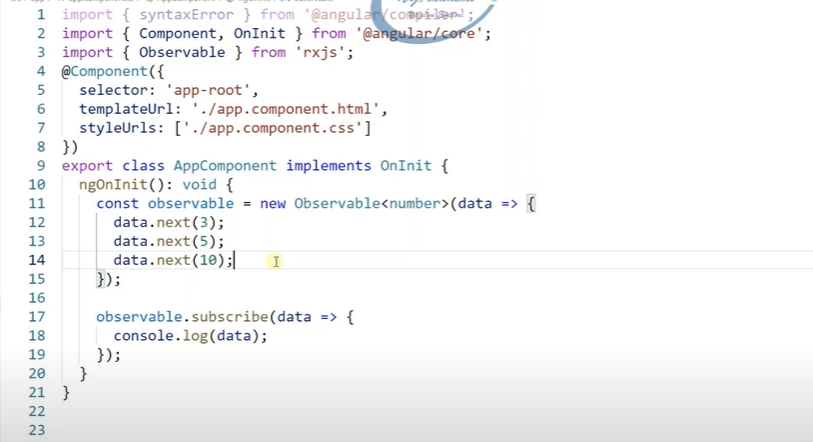 1 import { syntaxError } from '@angular/compiler';
2 import { Component, OnInit } from '@angular/core';
3 import { Observable } from 'rxjs';
4 @Component({
5 selector: 'app-root',
6 templateUrl: './app.component.html',
7 styleUrls: ['./app.component.css']
8 })
9 export class AppComponent implements OnInit {
10 ngOnInit(): void {
11 const observable = new Observable<number>(data => {
12 data.next(3);
13 data.next(5);
14 data.next(10);
15 });
16
17 observable.subscribe(data => {
18 console.log(data);
19 });
20 }
21 }
22
23